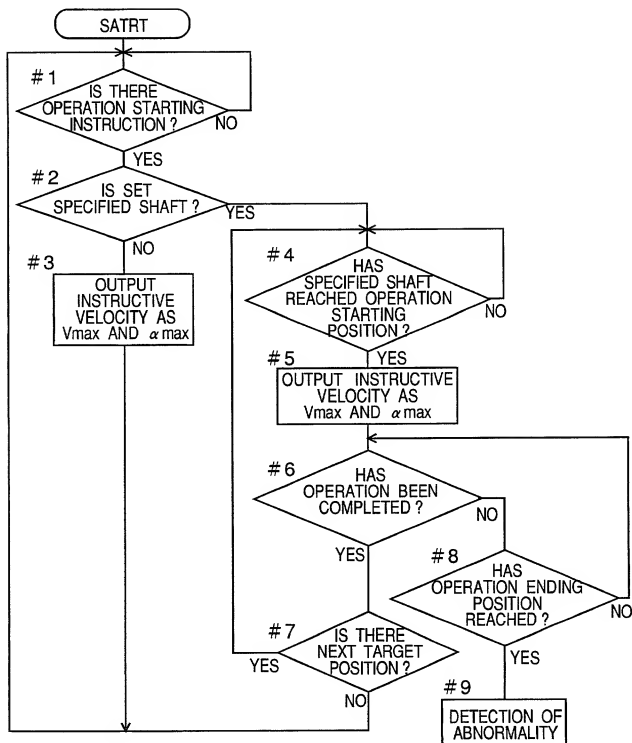 SATRT
#1
IS THERE
OPERATION STARTING
INSTRUCTION ?
NO
YES
#2
IS SET
SPECIFIED SHAFT ?
YES
NO
#3
OUTPUT
INSTRUCTIVE
VELOCITY AS
Vmax AND αmax
#4
HAS
SPECIFIED SHAFT
REACHED OPERATION
STARTING
POSITION ?
NO
YES
#5
OUTPUT INSTRUCTIVE
VELOCITY AS
Vmax AND αmax
#6
HAS
OPERATION BEEN
COMPLETED ?
NO
YES
#8
HAS
OPERATION ENDING
POSITION
REACHED ?
NO
YES
#7
IS THERE
NEXT TARGET
POSITION ?
YES
NO
#9
DETECTION OF
ABNORMALITY